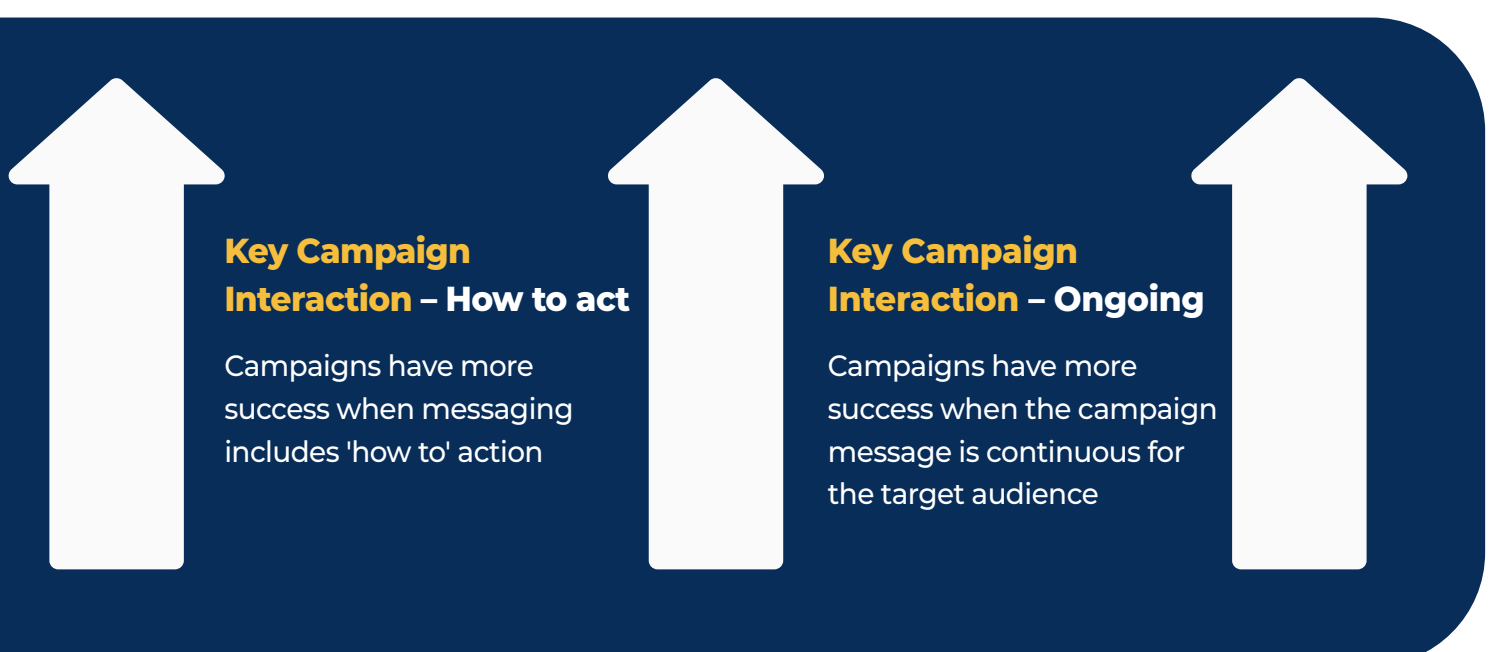 Key Campaign
Interaction – How to act
Campaigns have more
success when messaging
includes 'how to' action
Key Campaign
Interaction – Ongoing
Campaigns have more
success when the campaign
message is continuous for
the target audience